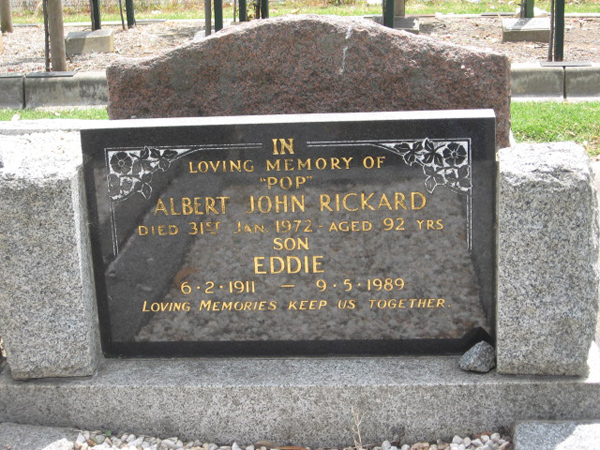 IN
LOVING MEMORY OF
"POP"
ALBERT JOHN RICKARD
DIED 31ST JAN 1972 - AGED 92 YRS
SON
EDDIE
6·2·1911 — 9·5·1989
LOVING MEMORIES KEEP US TOGETHER.